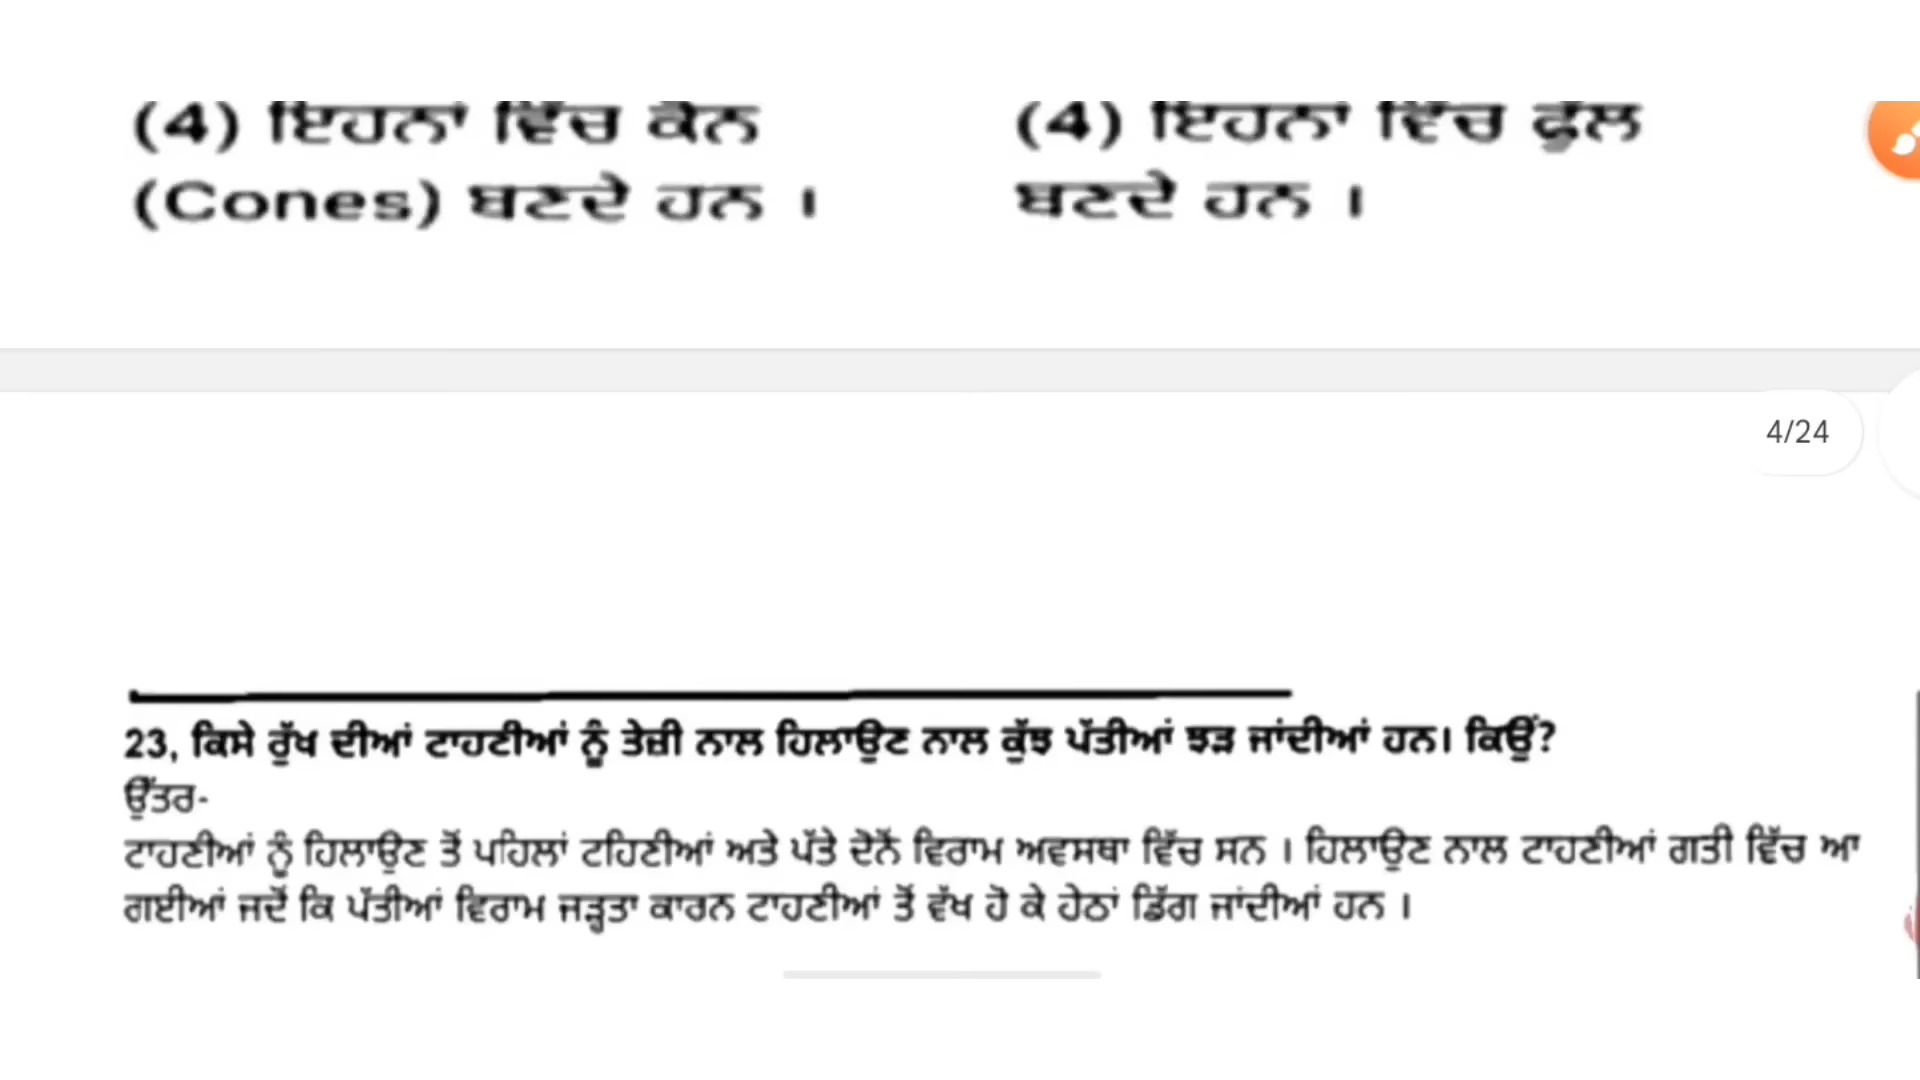 (4) ਇਹਨਾਂ ਵਿੱਚ ਕੋਨ
(Cones) ਬਣਦੇ ਹਨ ।
(4) ਇਹਨਾਂ ਵਿੱਚ ਫੁੱਲ
ਬਣਦੇ ਹਨ ।
4/24
23, ਕਿਸੇ ਰੁੱਖ ਦੀਆਂ ਟਾਹਣੀਆਂ ਨੂੰ ਤੇਜ਼ੀ ਨਾਲ ਹਿਲਾਉਣ ਨਾਲ ਕੁੱਝ ਪੱਤੀਆਂ ਝੜ ਜਾਂਦੀਆਂ ਹਨ। ਕਿਉਂ?
ਉੱਤਰ-
ਟਾਹਣੀਆਂ ਨੂੰ ਹਿਲਾਉਣ ਤੋਂ ਪਹਿਲਾਂ ਟਹਿਣੀਆਂ ਅਤੇ ਪੱਤੇ ਦੋਨੋਂ ਵਿਰਾਮ ਅਵਸਥਾ ਵਿੱਚ ਸਨ । ਹਿਲਾਉਣ ਨਾਲ ਟਾਹਣੀਆਂ ਗਤੀ ਵਿੱਚ ਆ
ਗਈਆਂ ਜਦੋਂ ਕਿ ਪੱਤੀਆਂ ਵਿਰਾਮ ਜੜ੍ਹਤਾ ਕਾਰਨ ਟਾਹਣੀਆਂ ਤੋਂ ਵੱਖ ਹੋ ਕੇ ਹੇਠਾਂ ਡਿੱਗ ਜਾਂਦੀਆਂ ਹਨ ।